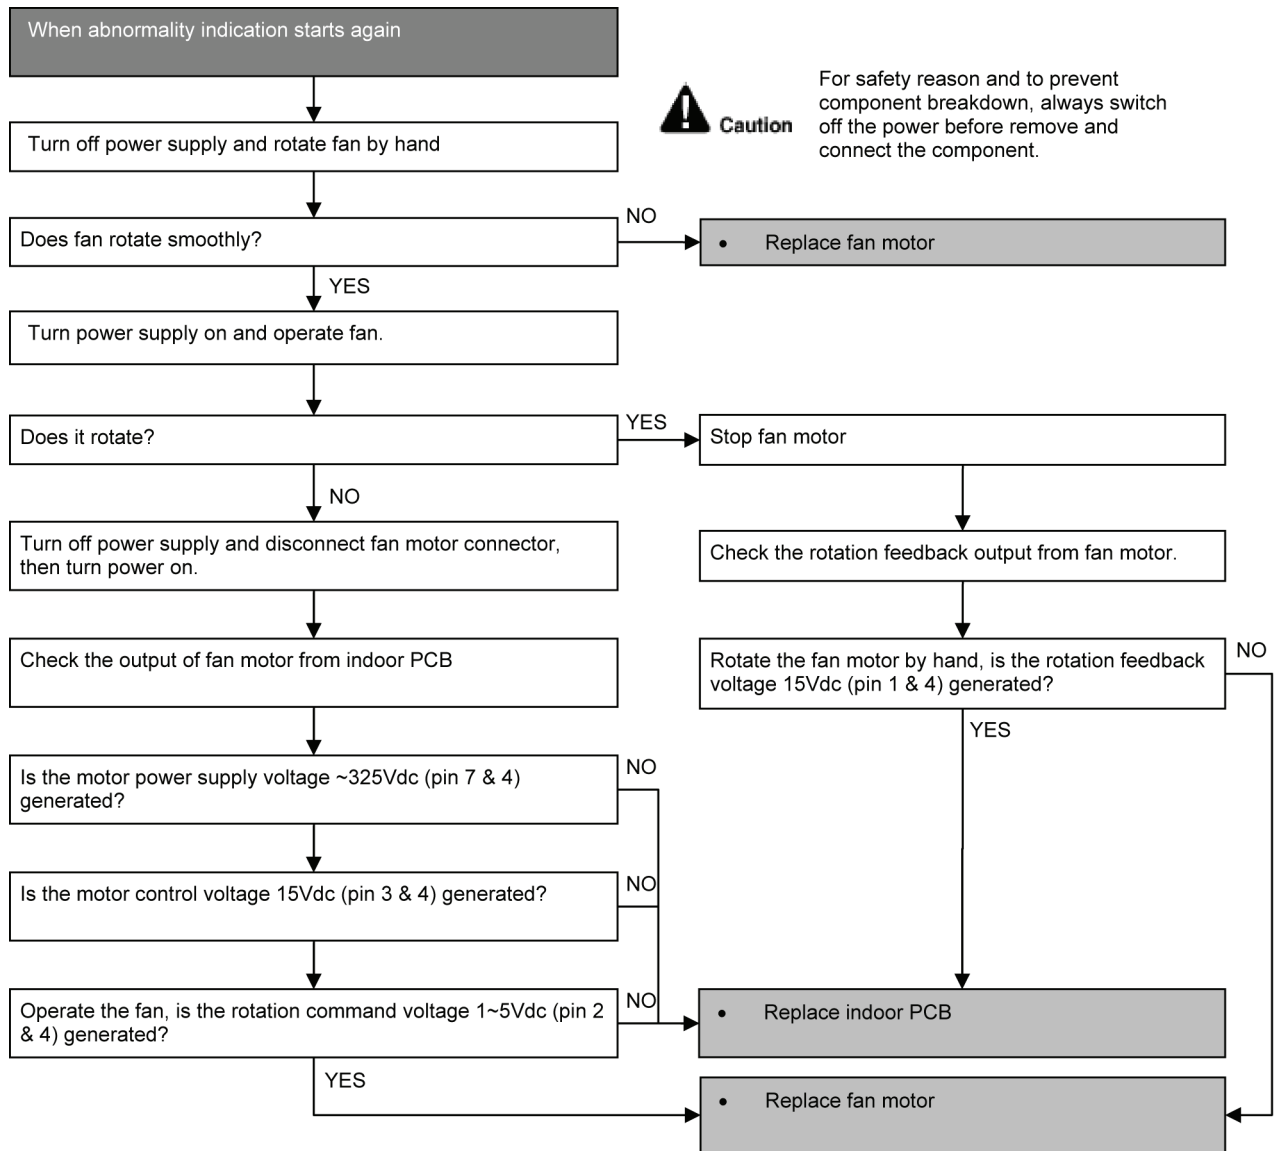 When abnormality indication starts again
For safety reason and to prevent
component breakdown, always switch
off the power before remove and
connect the component.
Caution
Turn off power supply and rotate fan by hand
Does fan rotate smoothly?
NO
• Replace fan motor
YES
Turn power supply on and operate fan.
Does it rotate?
YES
Stop fan motor
NO
Turn off power supply and disconnect fan motor connector,
then turn power on.
Check the rotation feedback output from fan motor.
Check the output of fan motor from indoor PCB
Rotate the fan motor by hand, is the rotation feedback
voltage 15Vdc (pin 1 & 4) generated?
NO
YES
Is the motor power supply voltage ~325Vdc (pin 7 & 4)
generated?
NO
Is the motor control voltage 15Vdc (pin 3 & 4) generated?
NO
Operate the fan, is the rotation command voltage 1~5Vdc (pin 2
& 4) generated?
NO
• Replace indoor PCB
YES
• Replace fan motor